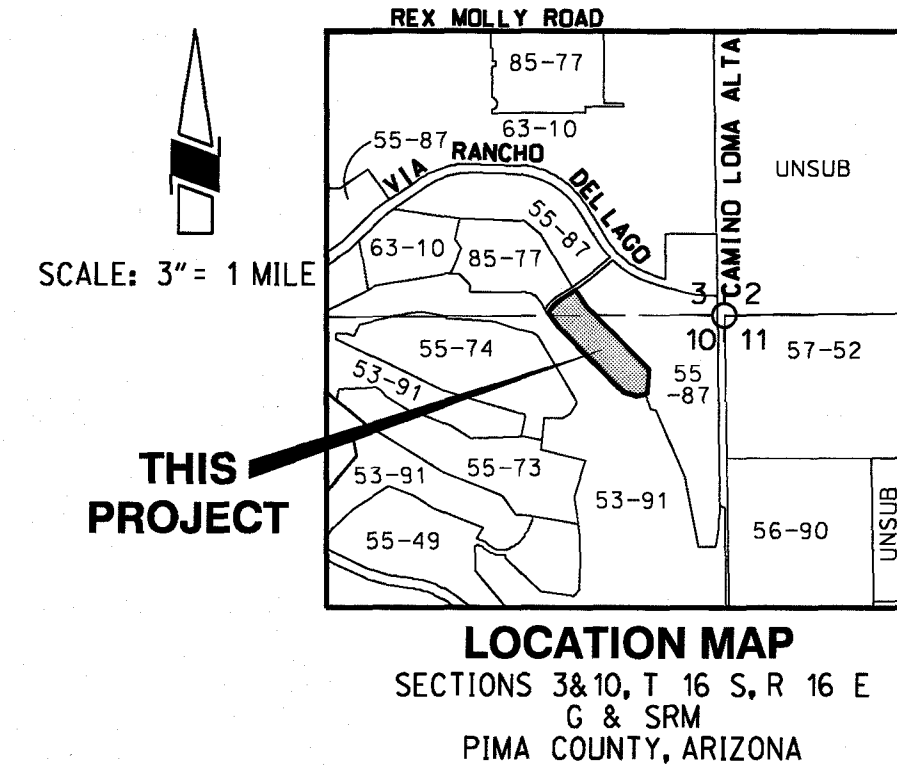 REX MOLLY ROAD
85-77
63-10
55-87
VIA RANCHO DEL LAGO
CAMINO LOMA ALTA
UNSUB
55-87
63-10
85-77
SCALE: 3" = 1 MILE
3 2
10 11
57-52
55-74
53-91
55
-87
THIS
PROJECT
53-91
55-73
53-91
55-49
56-90
UNSUB
LOCATION MAP
SECTIONS 3&10, T 16 S, R 16 E
G & SRM
PIMA COUNTY, ARIZONA